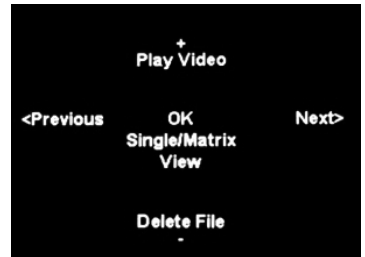 +
Play Video
<Previous OK Next>
Single/Matrix
View
Delete File
-